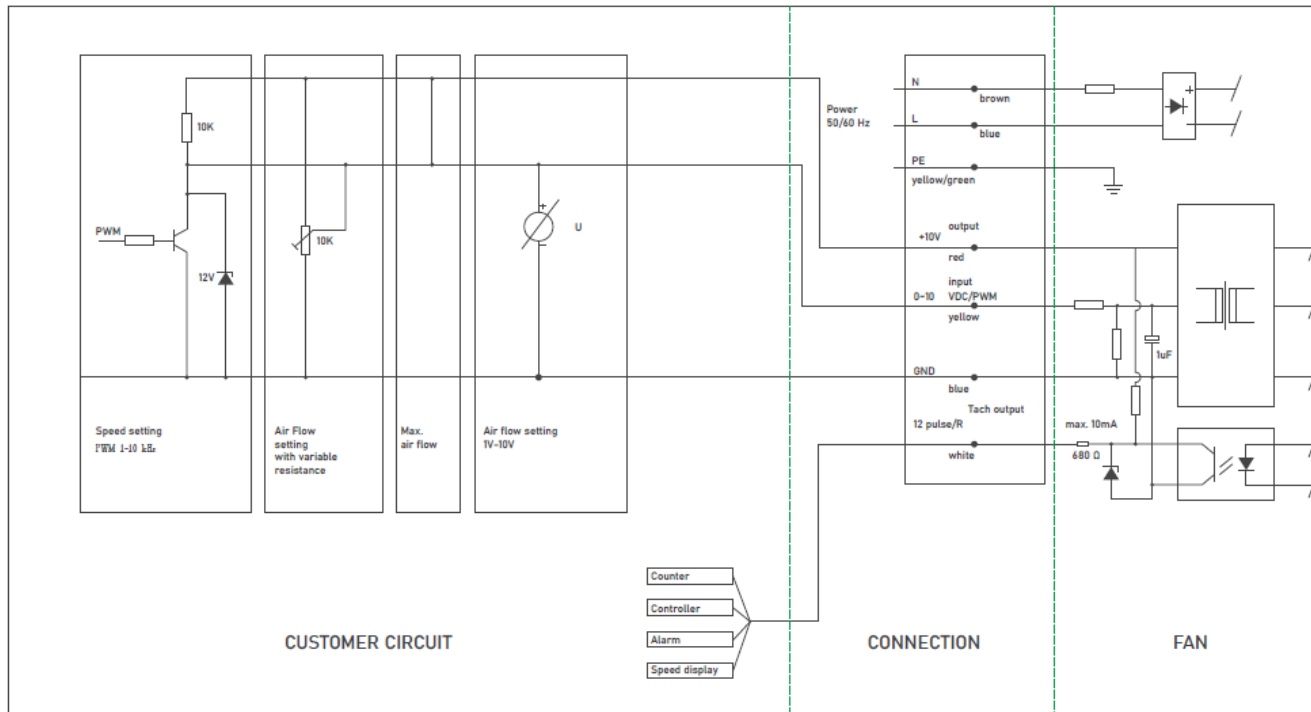 10K
PWM
12V
Speed setting
PWM 1-10 kHz
10K
Air Flow
setting
with variable
resistance
Max.
air flow
+
U
Air flow setting
1V-10V
Power
50/60 Hz
N
brown
L
blue
PE
yellow/green
output
+10V
red
input
0~10 VDC/PWM
yellow
GND
blue
Tach output
12 pulse/R
white
+
1uF
max. 10mA
680 Ω
Counter
Controller
Alarm
Speed display
CUSTOMER CIRCUIT
CONNECTION
FAN